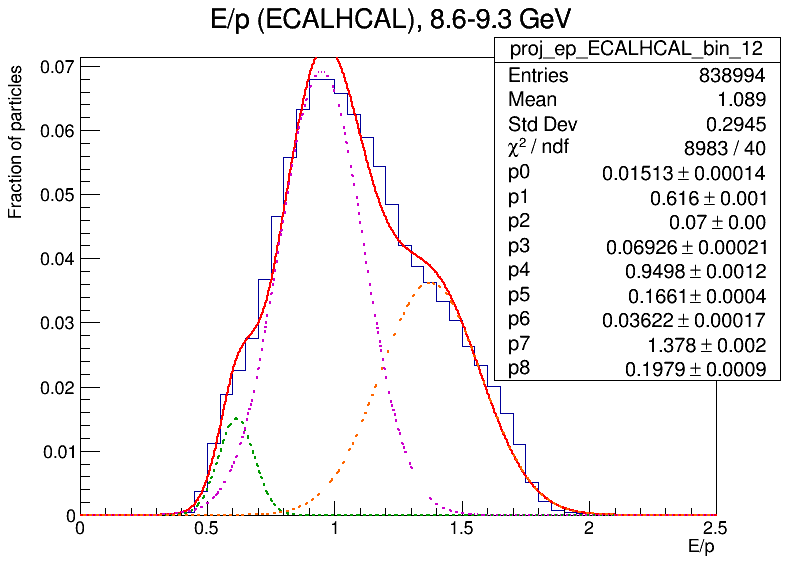 E/p (ECALHCAL), 8.6-9.3 GeV
proj_ep_ECALHCAL_bin_12
Entries 838994
Mean 1.089
Std Dev 0.2945
χ² / ndf 8983 / 40
p0 0.01513 ± 0.00014
p1 0.616 ± 0.001
p2 0.07 ± 0.00
p3 0.06926 ± 0.00021
p4 0.9498 ± 0.0012
p5 0.1661 ± 0.0004
p6 0.03622 ± 0.00017
p7 1.378 ± 0.002
p8 0.1979 ± 0.0009
Fraction of particles
0.07
0.06
0.05
0.04
0.03
0.02
0.01
0
0 0.5 1 1.5 2 2.5
E/p